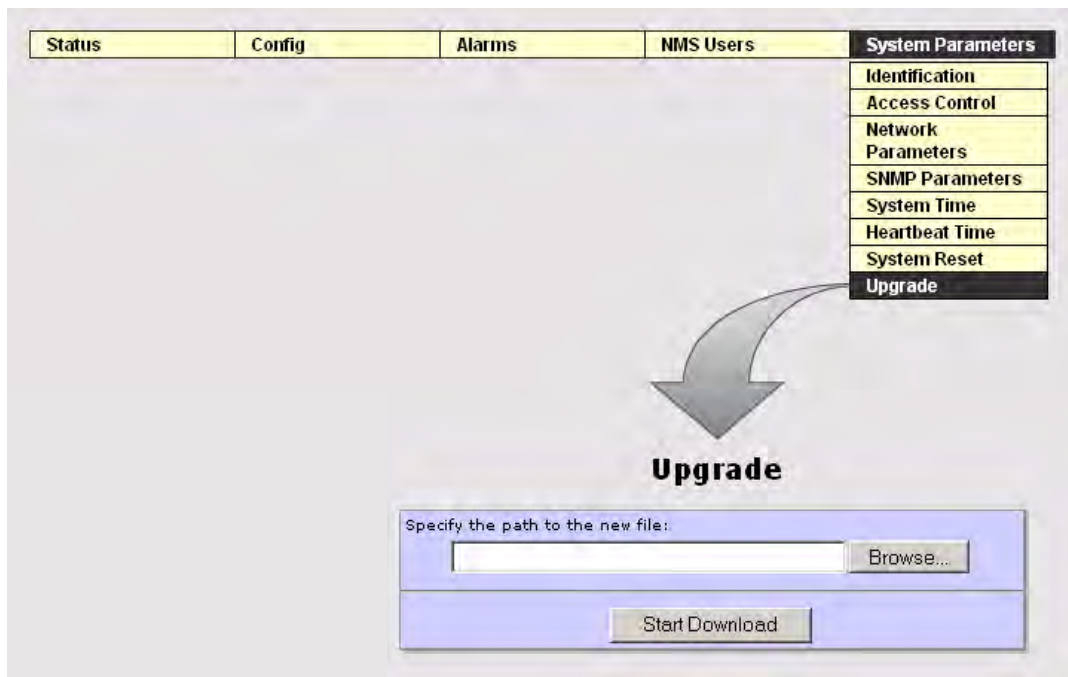 Status Config Alarms NMS Users System Parameters
Identification
Access Control
Network
Parameters
SNMP Parameters
System Time
Heartbeat Time
System Reset
Upgrade
Upgrade
Specify the path to the new file:
Browse...
Start Download